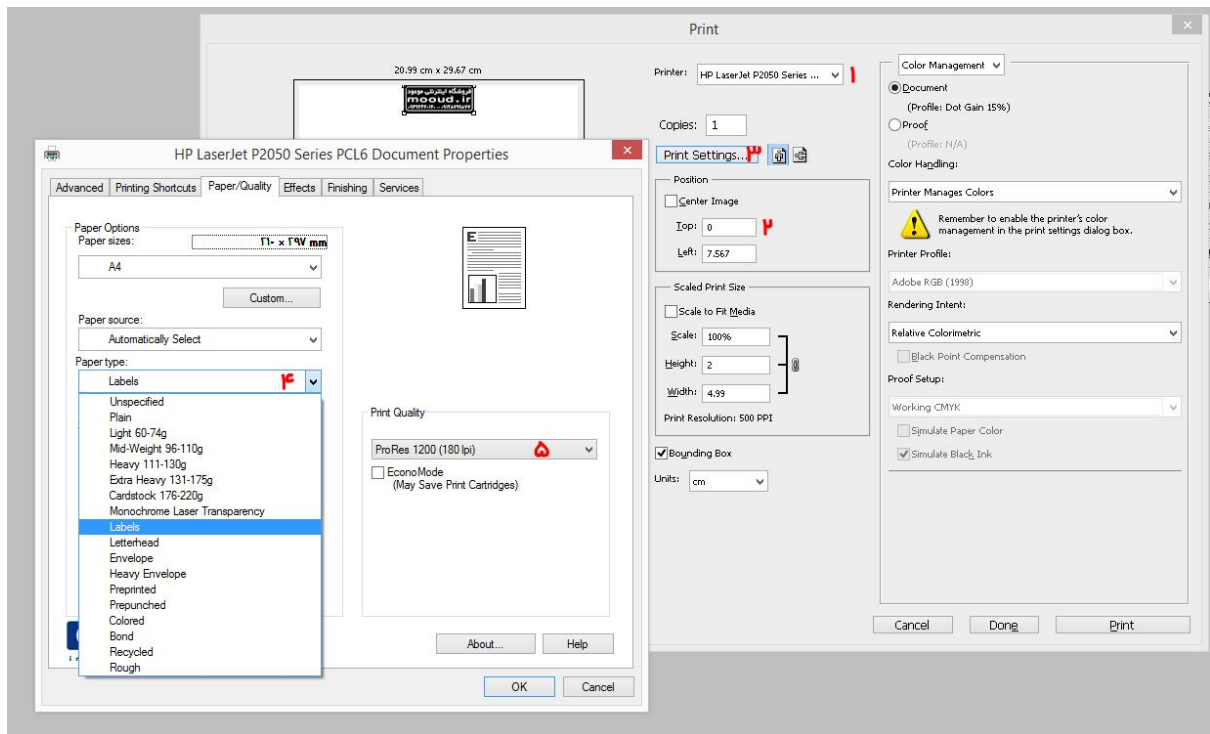 Print
20.99 cm x 29.67 cm
فروشگاه اینترنتی موعود
mooud.ir
Printer: HP LaserJet P2050 Series ... ۱
Copies: 1
Print Settings... ۳
Position
Center Image
Top: 0 ۲
Left: 7.567
Scaled Print Size
Scale to Fit Media
Scale: 100%
Height: 2
Width: 4.99
Print Resolution: 500 PPI
Bounding Box
Units: cm
Color Management
Document
(Profile: Dot Gain 15%)
Proof
(Profile: N/A)
Color Handling:
Printer Manages Colors
Remember to enable the printer's color
management in the print settings dialog box.
Printer Profile:
Adobe RGB (1998)
Rendering Intent:
Relative Colorimetric
Black Point Compensation
Proof Setup:
Working CMYK
Simulate Paper Color
Simulate Black Ink
Cancel Done Print
HP LaserJet P2050 Series PCL6 Document Properties
Advanced Printing Shortcuts Paper/Quality Effects Finishing Services
Paper Options
Paper sizes: ۲۱۰ x ۲۹۷ mm
A4
Custom...
Paper source:
Automatically Select
Paper type:
Labels ۴
Unspecified
Plain
Light 60-74g
Mid-Weight 96-110g
Heavy 111-130g
Extra Heavy 131-175g
Cardstock 176-220g
Monochrome Laser Transparency
Labels
Letterhead
Envelope
Heavy Envelope
Preprinted
Prepunched
Colored
Bond
Recycled
Rough
E
Print Quality
ProRes 1200 (180 lpi) ۵
EconoMode
(May Save Print Cartridges)
About... Help
OK Cancel